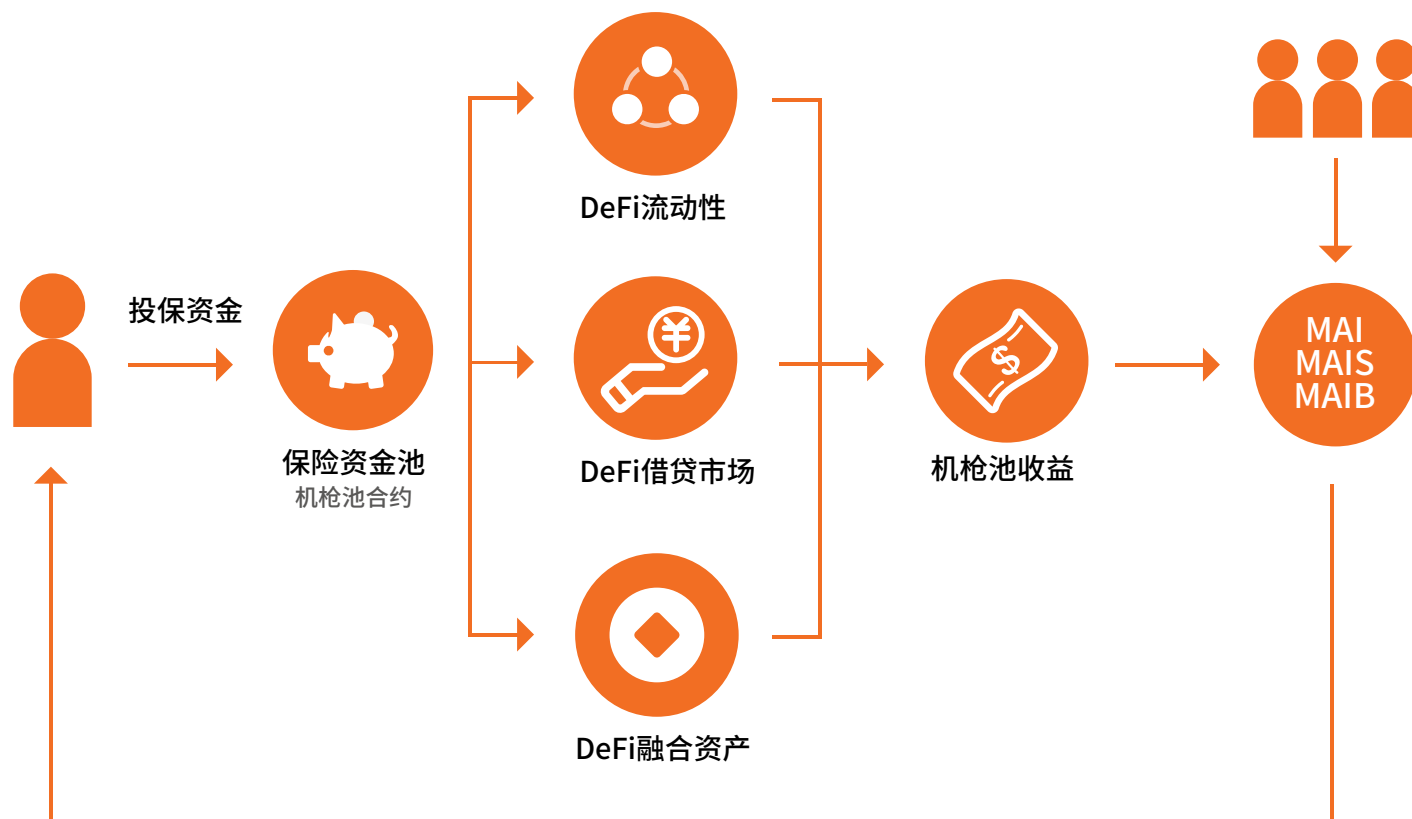 DeFi流动性
投保资金
保险资金池
机枪池合约
DeFi借贷市场
机枪池收益
MAI
MAIS
MAIB
DeFi融合资产